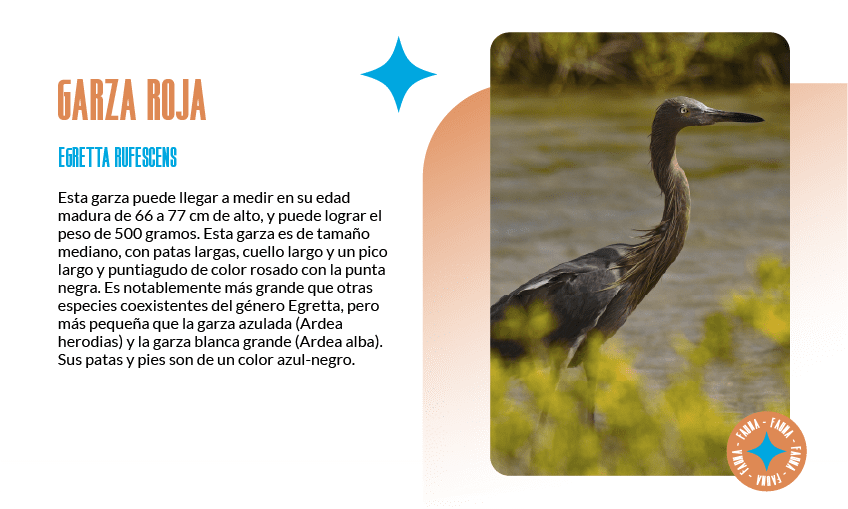 GARZA ROJA
EGRETTA RUFESCENS
Esta garza puede llegar a medir en su edad
madura de 66 a 77 cm de alto, y puede lograr el
peso de 500 gramos. Esta garza es de tamaño
mediano, con patas largas, cuello largo y un pico
largo y puntiagudo de color rosado con la punta
negra. Es notablemente más grande que otras
especies coexistentes del género Egretta, pero
más pequeña que la garza azulada (Ardea
herodias) y la garza blanca grande (Ardea alba).
Sus patas y pies son de un color azul-negro.
FAUNA - FAUNA - FAUNA - FAUNA - FAUNA -